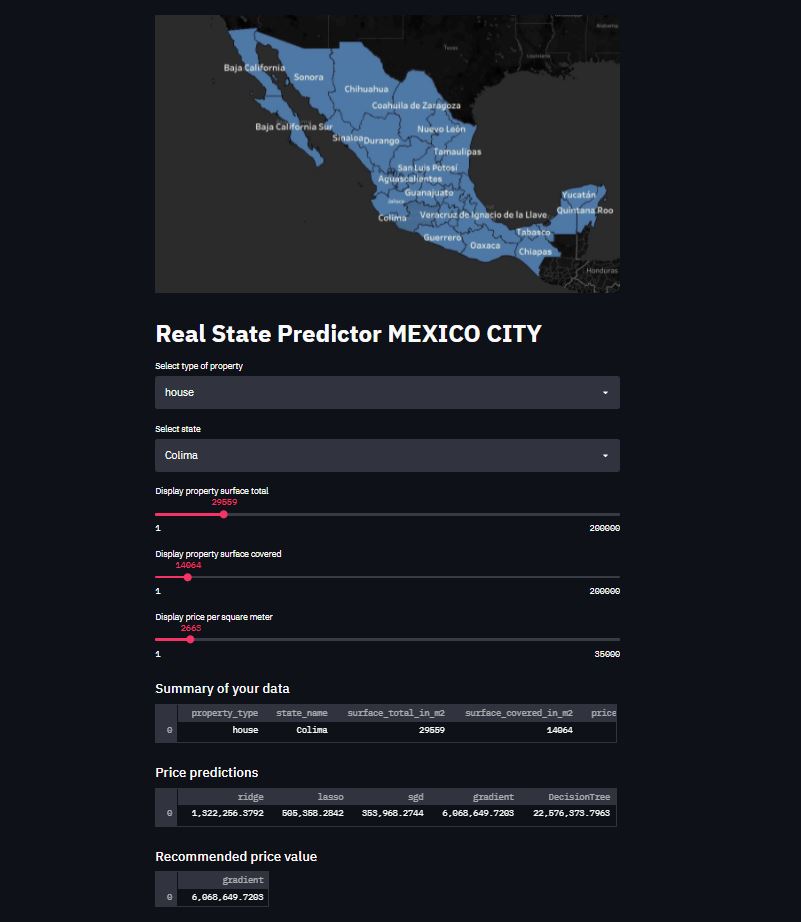 Alabama
Texas
Louisiana
Baja California
Sonora
Chihuahua
Coahuila de Zaragoza
Baja California Sur
Nuevo León
Sinaloa
Durango
Tamaulipas
San Luis Potosí
Aguascalientes
Guanajuato
Yucatán
Jalisco
Quintana Roo
Colima
Veracruz de Ignacio de la Llave
Guerrero
Tabasco
Oaxaca
Chiapas
Honduras
Real State Predictor MEXICO CITY
Select type of property
house
Select state
Colima
Display property surface total
29559
1 200000
Display property surface covered
14064
1 200000
Display price per square meter
2663
1 35000
Summary of your data
property_type state_name surface_total_in_m2 surface_covered_in_m2 price
0 house Colima 29559 14064
Price predictions
ridge lasso sgd gradient DecisionTree
0 1,322,256.3792 505,358.2842 353,968.2744 6,068,649.7203 22,576,373.7963
Recommended price value
gradient
0 6,068,649.7203